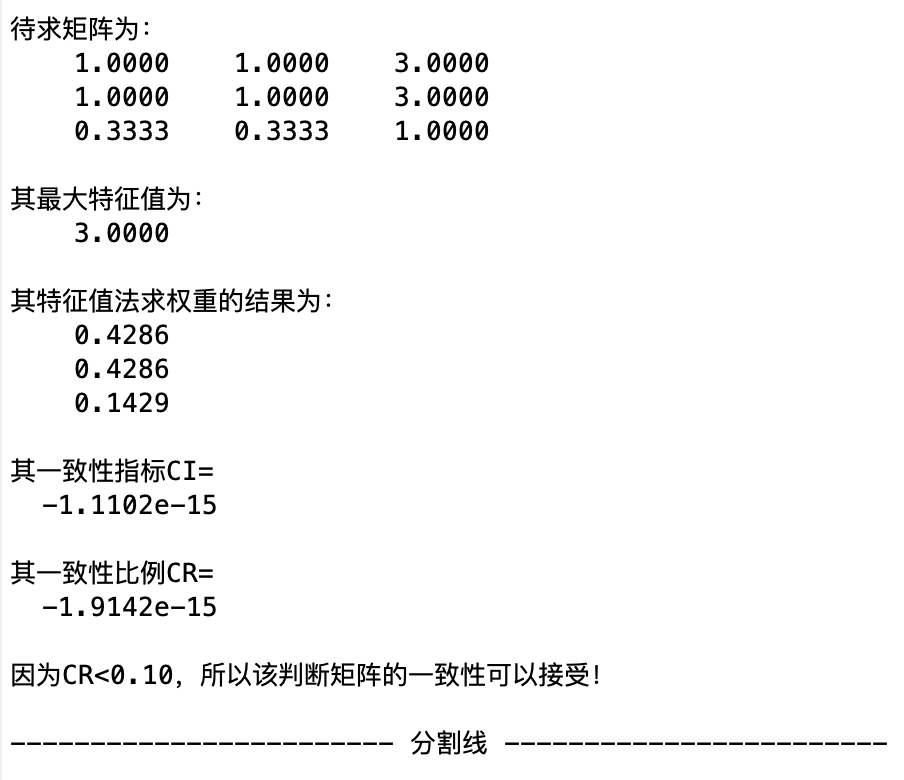 待求矩阵为:
1.0000 1.0000 3.0000
1.0000 1.0000 3.0000
0.3333 0.3333 1.0000
其最大特征值为:
3.0000
其特征值法求权重的结果为:
0.4286
0.4286
0.1429
其一致性指标CI=
-1.1102e-15
其一致性比例CR=
-1.9142e-15
因为CR<0.10，所以该判断矩阵的一致性可以接受!
------------------------ 分割线 ------------------------